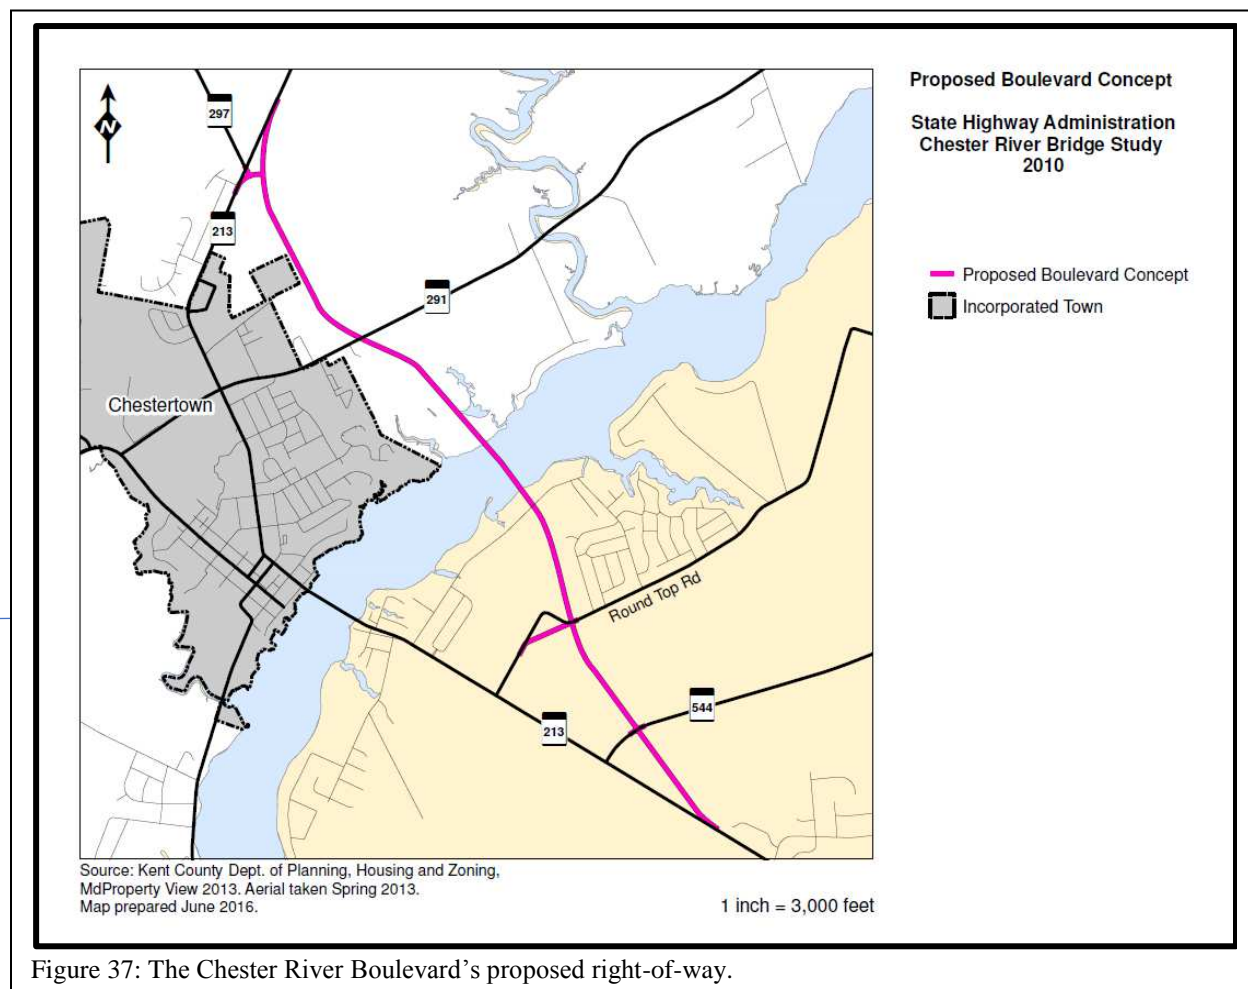 Proposed Boulevard Concept
State Highway Administration
Chester River Bridge Study
2010
N
297
213
291
Chestertown
Round Top Rd
544
213
Proposed Boulevard Concept
Incorporated Town
Source: Kent County Dept. of Planning, Housing and Zoning,
MdProperty View 2013. Aerial taken Spring 2013.
Map prepared June 2016.
1 inch = 3,000 feet
Figure 37: The Chester River Boulevard's proposed right-of-way.